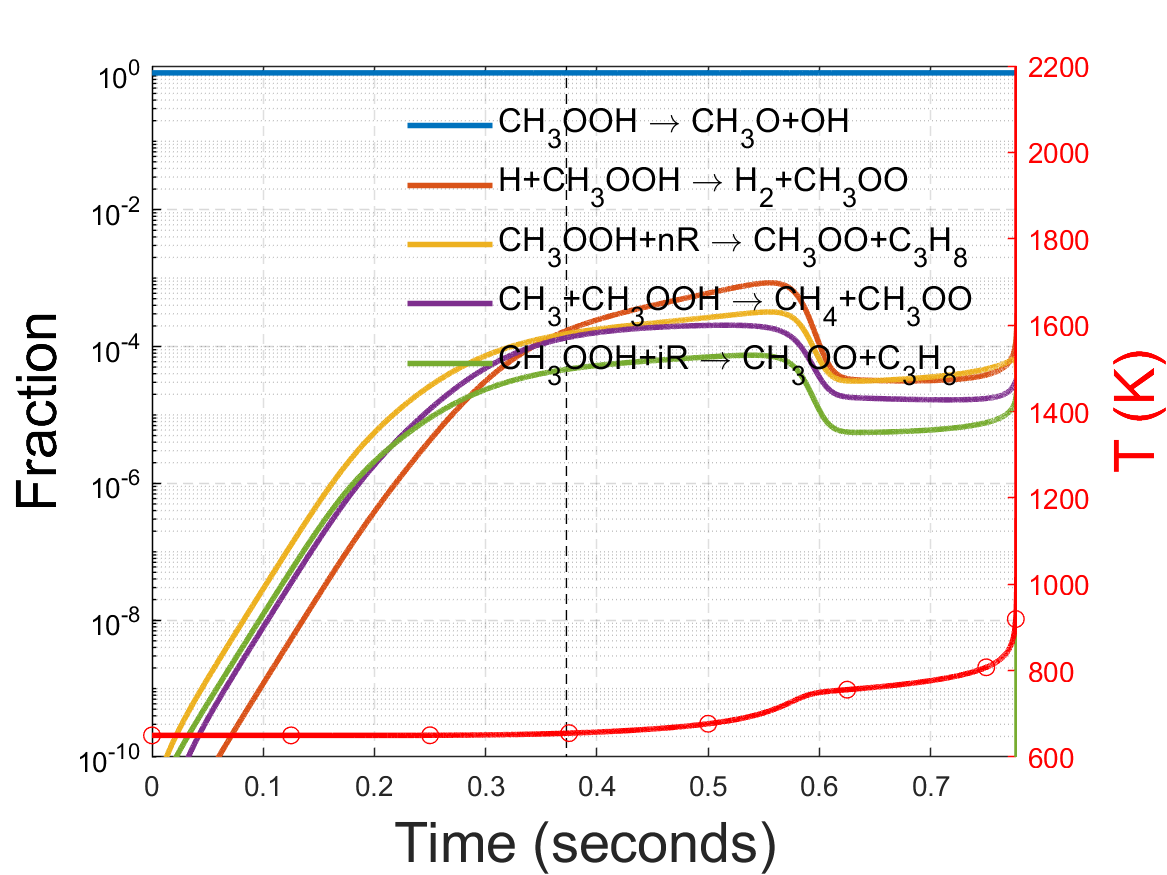 10⁰
10⁻²
10⁻⁴
10⁻⁶
10⁻⁸
10⁻¹⁰
Fraction
CH₃OOH → CH₃O+OH
H+CH₃OOH → H₂+CH₃OO
CH₃OOH+nR → CH₃OO+C₃H₈
CH₃+CH₃OOH → CH₄+CH₃OO
CH₃OOH+iR → CH₃OO+C₃H₈
2200
2000
1800
1600
1400
1200
1000
800
600
T (K)
0 0.1 0.2 0.3 0.4 0.5 0.6 0.7
Time (seconds)